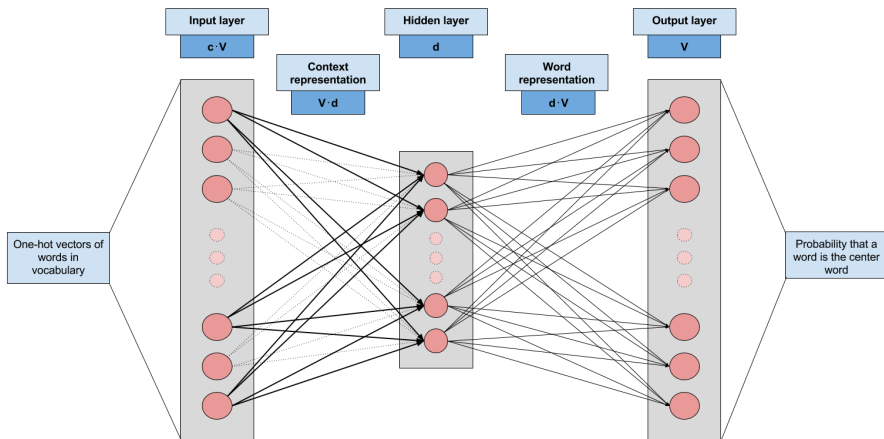 Input layer
c·V
Hidden layer
d
Output layer
V
Context
representation
V·d
Word
representation
d·V
One-hot vectors of
words in
vocabulary
Probability that a
word is the center
word